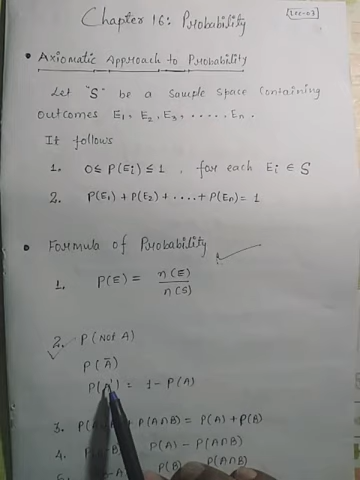 Chapter 16: Probability
• Axiomatic Approach to Probability
Let "S" be a Sample Space containing
Outcomes E₁, E₂, E₃, ..... Eₙ.
It follows
1. 0 ≤ P(Eᵢ) ≤ 1 , for each Eᵢ ∈ S
2. P(E₁) + P(E₂) + ..... + P(Eₙ) = 1
• Formula of Probability
1. P(E) = n(E) / n(S)
2. P(Not A)
P(Ā)
P(A') = 1 - P(A)
3. P(A∩B) = P(A) + P(B)
4. P(A) - P(A∩B)
P(B) P(A∩B)